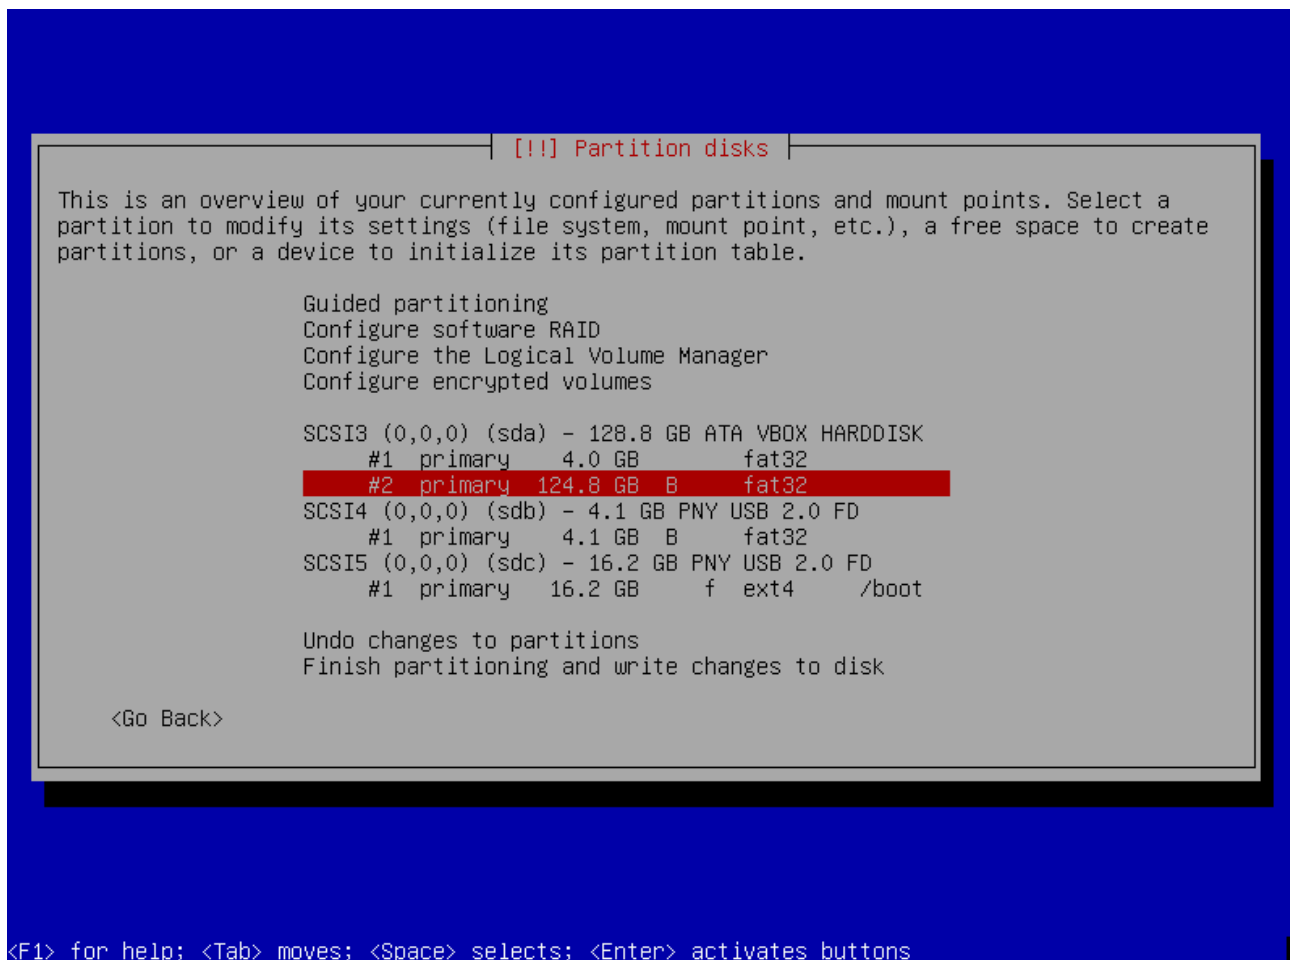 [!!] Partition disks
This is an overview of your currently configured partitions and mount points. Select a
partition to modify its settings (file system, mount point, etc.), a free space to create
partitions, or a device to initialize its partition table.
Guided partitioning
Configure software RAID
Configure the Logical Volume Manager
Configure encrypted volumes
SCSI3 (0,0,0) (sda) - 128.8 GB ATA VBOX HARDDISK
#1 primary 4.0 GB fat32
#2 primary 124.8 GB B fat32
SCSI4 (0,0,0) (sdb) - 4.1 GB PNY USB 2.0 FD
#1 primary 4.1 GB B fat32
SCSI5 (0,0,0) (sdc) - 16.2 GB PNY USB 2.0 FD
#1 primary 16.2 GB f ext4 /boot
Undo changes to partitions
Finish partitioning and write changes to disk
<Go Back>
<F1> for help; <Tab> moves; <Space> selects; <Enter> activates buttons